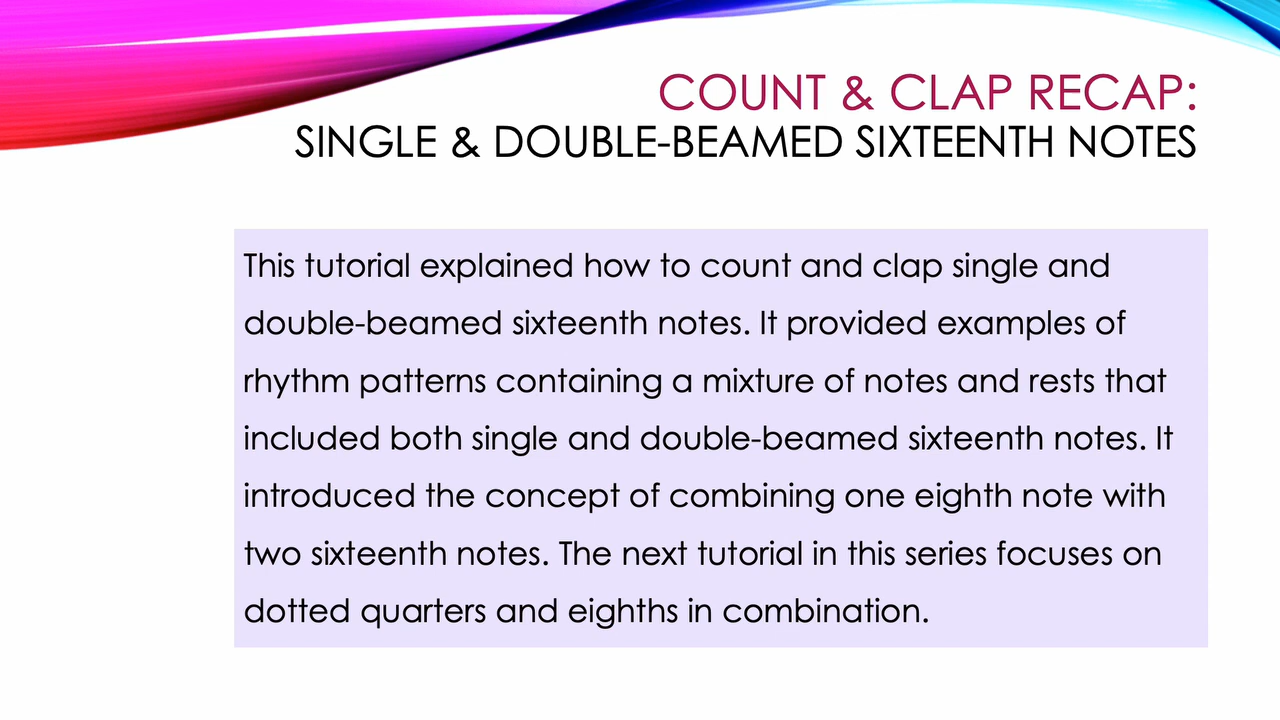 COUNT & CLAP RECAP:
SINGLE & DOUBLE-BEAMED SIXTEENTH NOTES
This tutorial explained how to count and clap single and
double-beamed sixteenth notes. It provided examples of
rhythm patterns containing a mixture of notes and rests that
included both single and double-beamed sixteenth notes. It
introduced the concept of combining one eighth note with
two sixteenth notes. The next tutorial in this series focuses on
dotted quarters and eighths in combination.